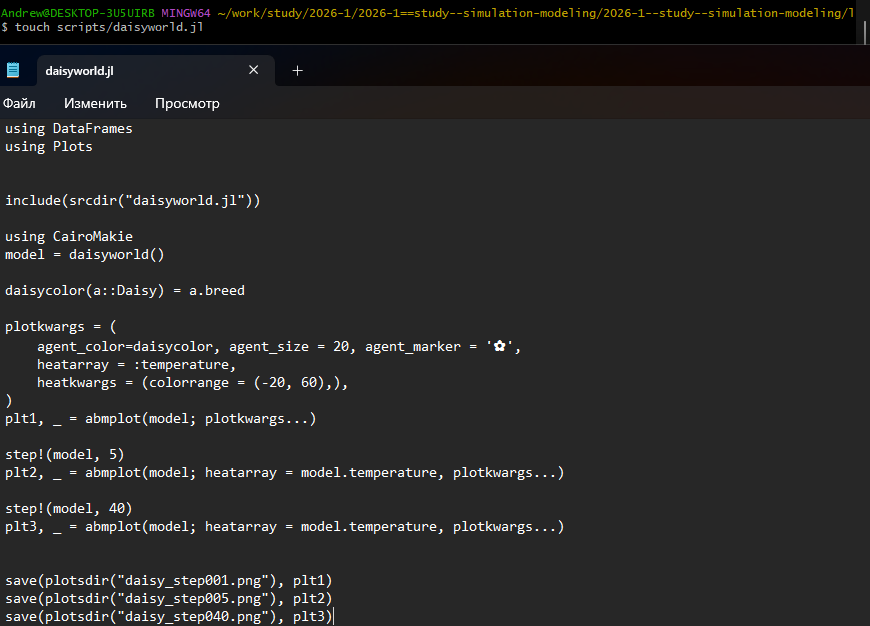 Andrew@DESKTOP-3U5UIRB MINGW64 ~/work/study/2026-1/2026-1==study--simulation-modeling/2026-1--study--simulation-modeling/l
$ touch scripts/daisyworld.jl
daisyworld.jl
Файл Изменить Просмотр
using DataFrames
using Plots
include(srcdir("daisyworld.jl"))
using CairoMakie
model = daisyworld()
daisycolor(a::Daisy) = a.breed
plotkwargs = (
    agent_color=daisycolor, agent_size = 20, agent_marker = '✿',
    heatarray = :temperature,
    heatkwargs = (colorrange = (-20, 60),),
)
plt1, _ = abmplot(model; plotkwargs...)
step!(model, 5)
plt2, _ = abmplot(model; heatarray = model.temperature, plotkwargs...)
step!(model, 40)
plt3, _ = abmplot(model; heatarray = model.temperature, plotkwargs...)
save(plotsdir("daisy_step001.png"), plt1)
save(plotsdir("daisy_step005.png"), plt2)
save(plotsdir("daisy_step040.png"), plt3)